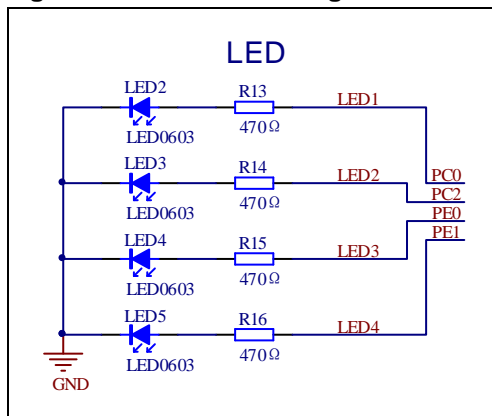 LED
LED2
R13
LED1
LED0603
470Ω
LED3
R14
LED2
PC0
LED0603
470Ω
PC2
PE0
LED4
R15
LED3
PE1
LED0603
470Ω
LED5
R16
LED4
LED0603
470Ω
GND